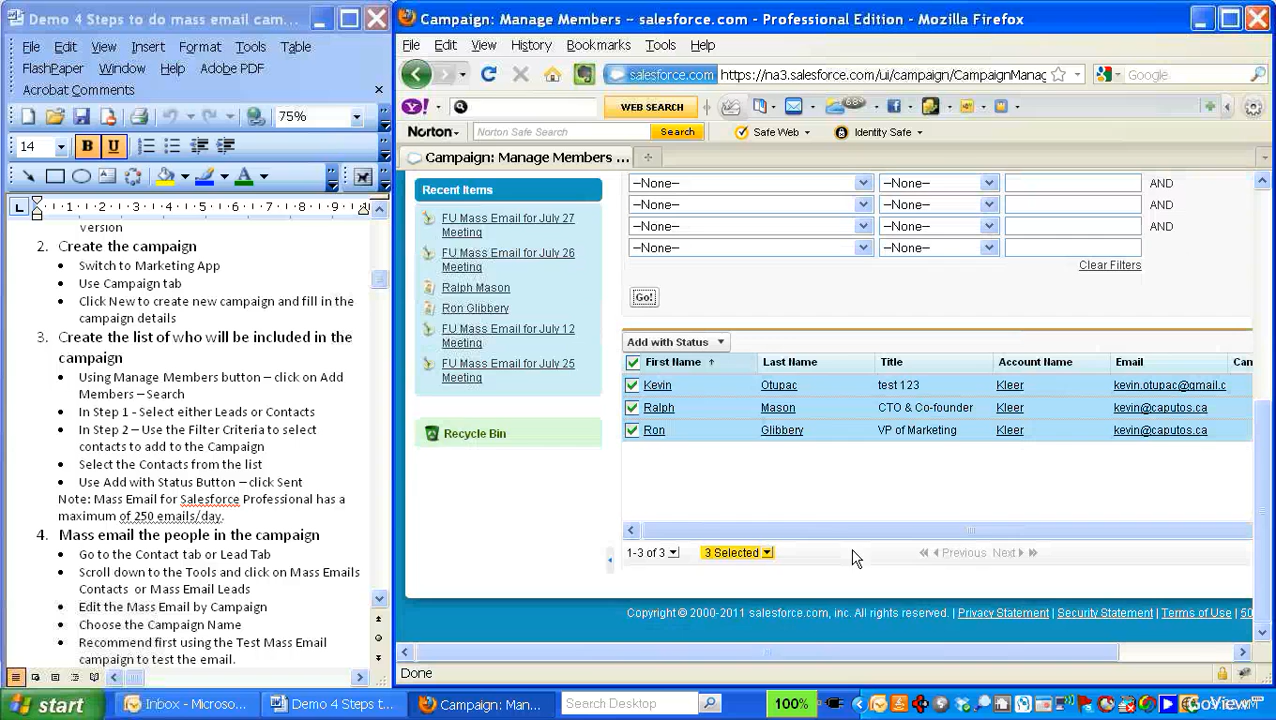 Demo 4 Steps to do mass email cam...
File Edit View Insert Format Tools Table
FlashPaper Window Help Adobe PDF
Acrobat Comments
75%
14 B U
L 1 2 3 4 5 6 7 8 9
version
2. Create the campaign
• Switch to Marketing App
• Use Campaign tab
• Click New to create new campaign and fill in the
campaign details
3. Create the list of who will be included in the
campaign
• Using Manage Members button – click on Add
Members – Search
• In Step 1 - Select either Leads or Contacts
• In Step 2 – Use the Filter Criteria to select
contacts to add to the Campaign
• Select the Contacts from the list
• Use Add with Status Button – click Sent
Note: Mass Email for Salesforce Professional has a
maximum of 250 emails/day.
4. Mass email the people in the campaign
• Go to the Contact tab or Lead Tab
• Scroll down to the Tools and click on Mass Emails
Contacts or Mass Email Leads
• Edit the Mass Email by Campaign
• Choose the Campaign Name
• Recommend first using the Test Mass Email
campaign to test the email.
Campaign: Manage Members ~ salesforce.com - Professional Edition - Mozilla Firefox
File Edit View History Bookmarks Tools Help
salesforce.com https://na3.salesforce.com/ui/campaign/CampaignManag Google
Y! WEB SEARCH 68°
Norton Norton Safe Search Search Safe Web Identity Safe
Campaign: Manage Members ...
Recent Items
FU Mass Email for July 27
Meeting
FU Mass Email for July 26
Meeting
Ralph Mason
Ron Glibbery
FU Mass Email for July 12
Meeting
FU Mass Email for July 25
Meeting
Recycle Bin
--None-- --None-- AND
--None-- --None-- AND
--None-- --None-- AND
--None-- --None--
Clear Filters
Go!
Add with Status
First Name Last Name Title Account Name Email Can
Kevin Otupac test 123 Kleer kevin.otupac@gmail.c
Ralph Mason CTO & Co-founder Kleer kevin@caputos.ca
Ron Glibbery VP of Marketing Kleer kevin@caputos.ca
1-3 of 3 3 Selected Previous Next
Copyright © 2000-2011 salesforce.com, inc. All rights reserved. | Privacy Statement | Security Statement | Terms of Use | 50
Done
start Inbox - Microso... Demo 4 Steps t... Campaign: Man... Search Desktop 100%